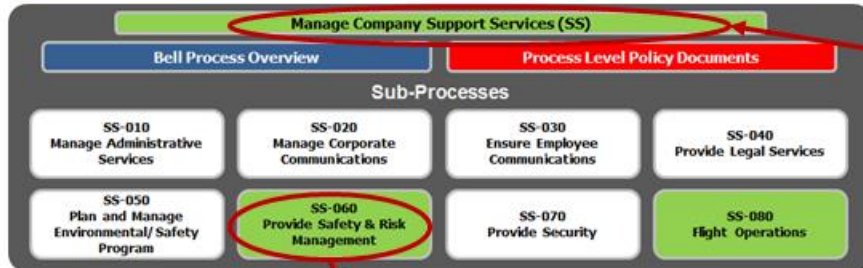 Manage Company Support Services (SS)
Bell Process Overview
Process Level Policy Documents
Sub-Processes
SS-010
Manage Administrative
Services
SS-020
Manage Corporate
Communications
SS-030
Ensure Employee
Communications
SS-040
Provide Legal Services
SS-050
Plan and Manage
Environmental/Safety
Program
SS-060
Provide Safety & Risk
Management
SS-070
Provide Security
SS-080
Flight Operations